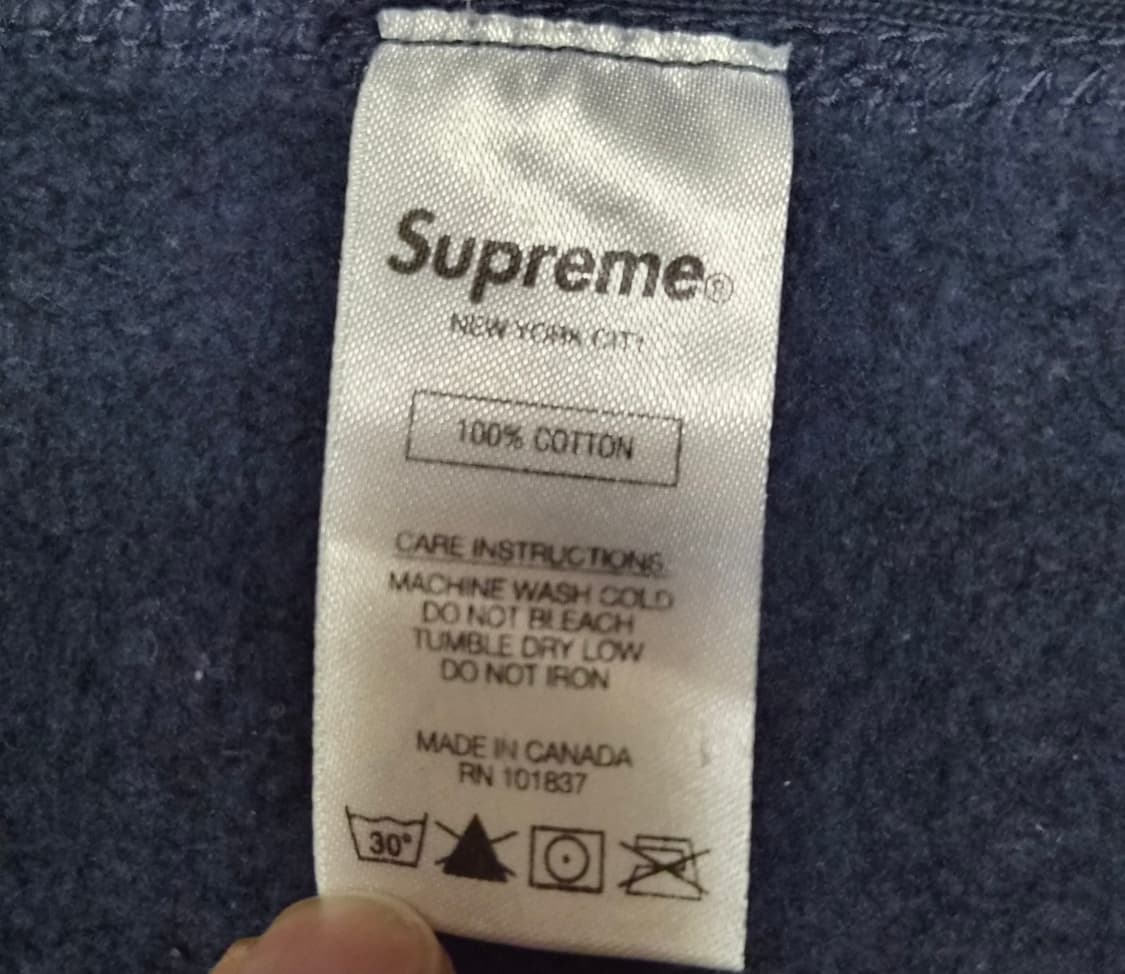 Supreme®
NEW YORK CITY
100% COTTON
CARE INSTRUCTIONS
MACHINE WASH COLD
DO NOT BLEACH
TUMBLE DRY LOW
DO NOT IRON
MADE IN CANADA
RN 101837
30°